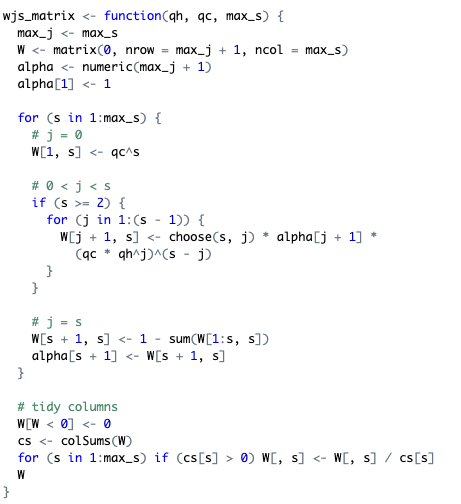 wjs_matrix <- function(qh, qc, max_s) {
  max_j <- max_s
  W <- matrix(0, nrow = max_j + 1, ncol = max_s)
  alpha <- numeric(max_j + 1)
  alpha[1] <- 1

  for (s in 1:max_s) {
    # j = 0
    W[1, s] <- qc^s

    # 0 < j < s
    if (s >= 2) {
      for (j in 1:(s - 1)) {
        W[j + 1, s] <- choose(s, j) * alpha[j + 1] *
          (qc * qh^j)^(s - j)
      }
    }

    # j = s
    W[s + 1, s] <- 1 - sum(W[1:s, s])
    alpha[s + 1] <- W[s + 1, s]
  }

  # tidy columns
  W[W < 0] <- 0
  cs <- colSums(W)
  for (s in 1:max_s) if (cs[s] > 0) W[, s] <- W[, s] / cs[s]
  W
}